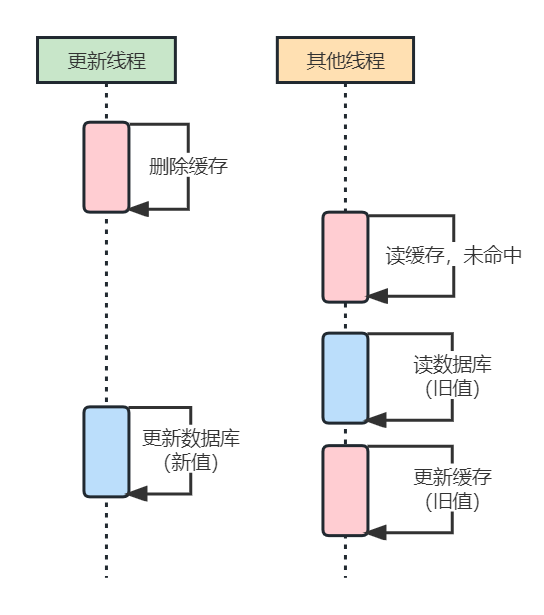 更新线程
其他线程
删除缓存
读缓存，未命中
读数据库
（旧值）
更新数据库
（新值）
更新缓存
（旧值）